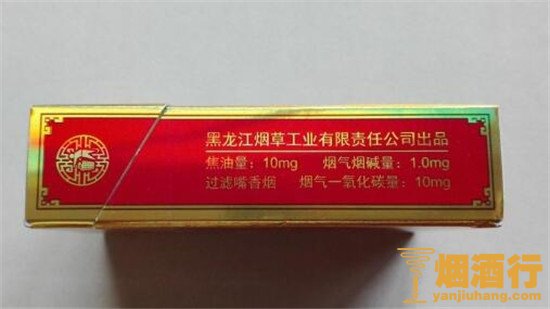 黑龙江烟草工业有限责任公司出品
焦油量：10mg 烟气烟碱量：1.0mg
过滤嘴香烟 烟气一氧化碳量：10mg
烟酒行
yanjiuhang.com